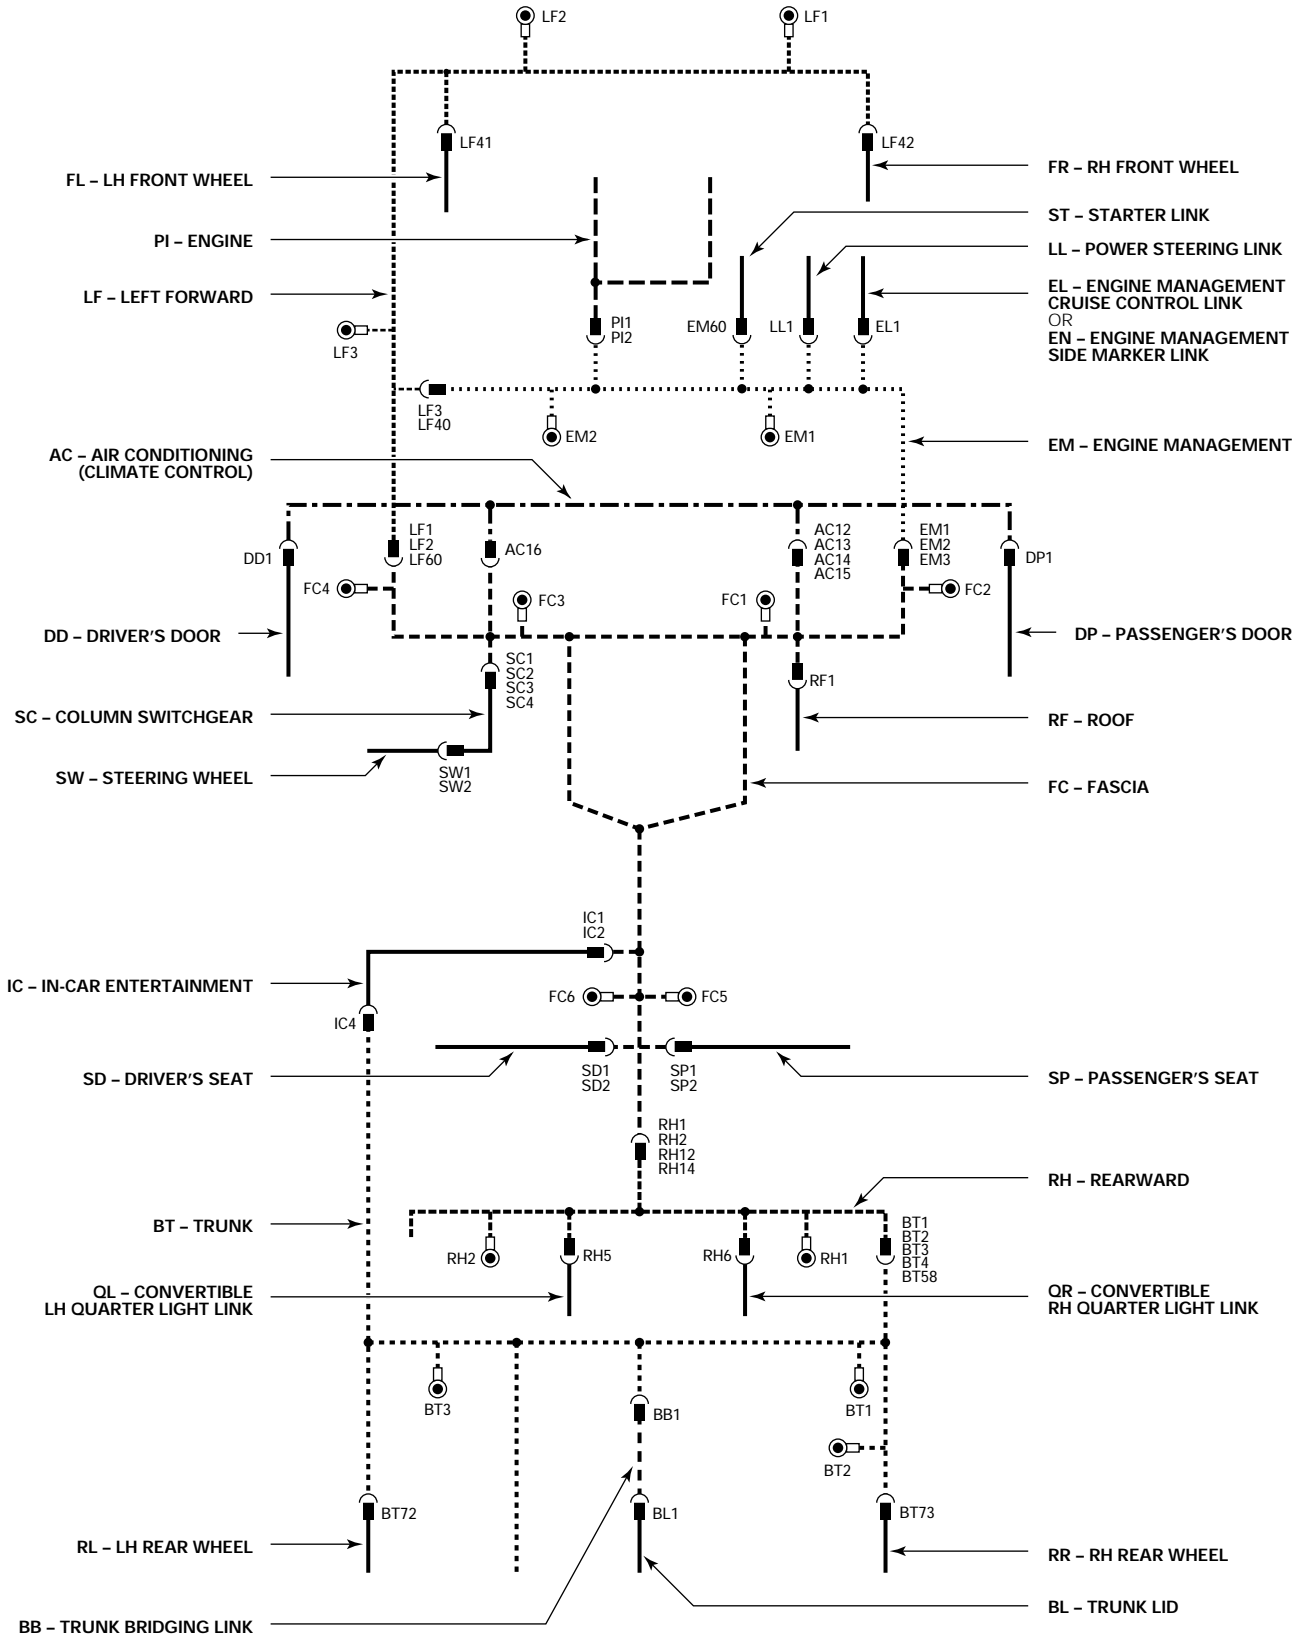 LF2
LF1
LF41
LF42
FL – LH FRONT WHEEL
FR – RH FRONT WHEEL
ST – STARTER LINK
PI – ENGINE
LL – POWER STEERING LINK
LF – LEFT FORWARD
EL – ENGINE MANAGEMENT
CRUISE CONTROL LINK
OR
EN – ENGINE MANAGEMENT
SIDE MARKER LINK
PI1
PI2
EM60
LL1
EL1
LF3
LF3
LF40
EM2
EM1
EM – ENGINE MANAGEMENT
AC – AIR CONDITIONING
(CLIMATE CONTROL)
DD1
LF1
LF2
LF60
AC16
AC12
AC13
AC14
AC15
EM1
EM2
EM3
DP1
FC4
FC3
FC1
FC2
DD – DRIVER'S DOOR
DP – PASSENGER'S DOOR
SC1
SC2
SC3
SC4
RF1
SC – COLUMN SWITCHGEAR
RF – ROOF
SW – STEERING WHEEL
SW1
SW2
FC – FASCIA
IC1
IC2
IC – IN-CAR ENTERTAINMENT
FC6
FC5
IC4
SD – DRIVER'S SEAT
SD1
SD2
SP1
SP2
SP – PASSENGER'S SEAT
RH1
RH2
RH12
RH14
RH – REARWARD
BT – TRUNK
RH2
RH5
RH6
RH1
BT1
BT2
BT3
BT4
BT58
QL – CONVERTIBLE
LH QUARTER LIGHT LINK
QR – CONVERTIBLE
RH QUARTER LIGHT LINK
BT3
BB1
BT1
BT2
BT72
BL1
BT73
RL – LH REAR WHEEL
RR – RH REAR WHEEL
BL – TRUNK LID
BB – TRUNK BRIDGING LINK